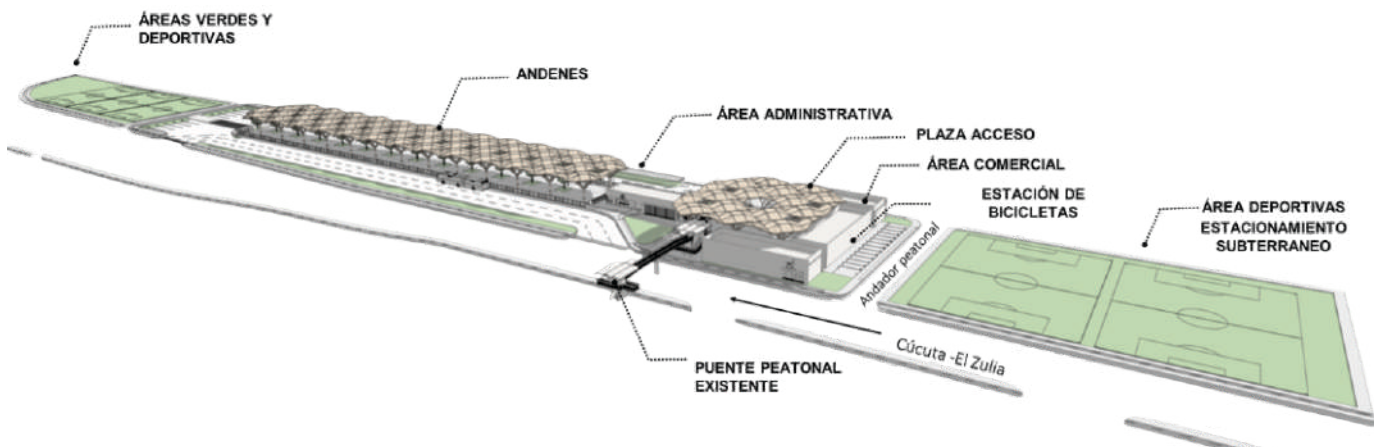 ÁREAS VERDES Y
DEPORTIVAS
ANDENES
ÁREA ADMINISTRATIVA
PLAZA ACCESO
ÁREA COMERCIAL
ESTACIÓN DE
BICICLETAS
ÁREA DEPORTIVAS
ESTACIONAMIENTO
SUBTERRANEO
Andador peatonal
Cúcuta -El Zulia
PUENTE PEATONAL
EXISTENTE